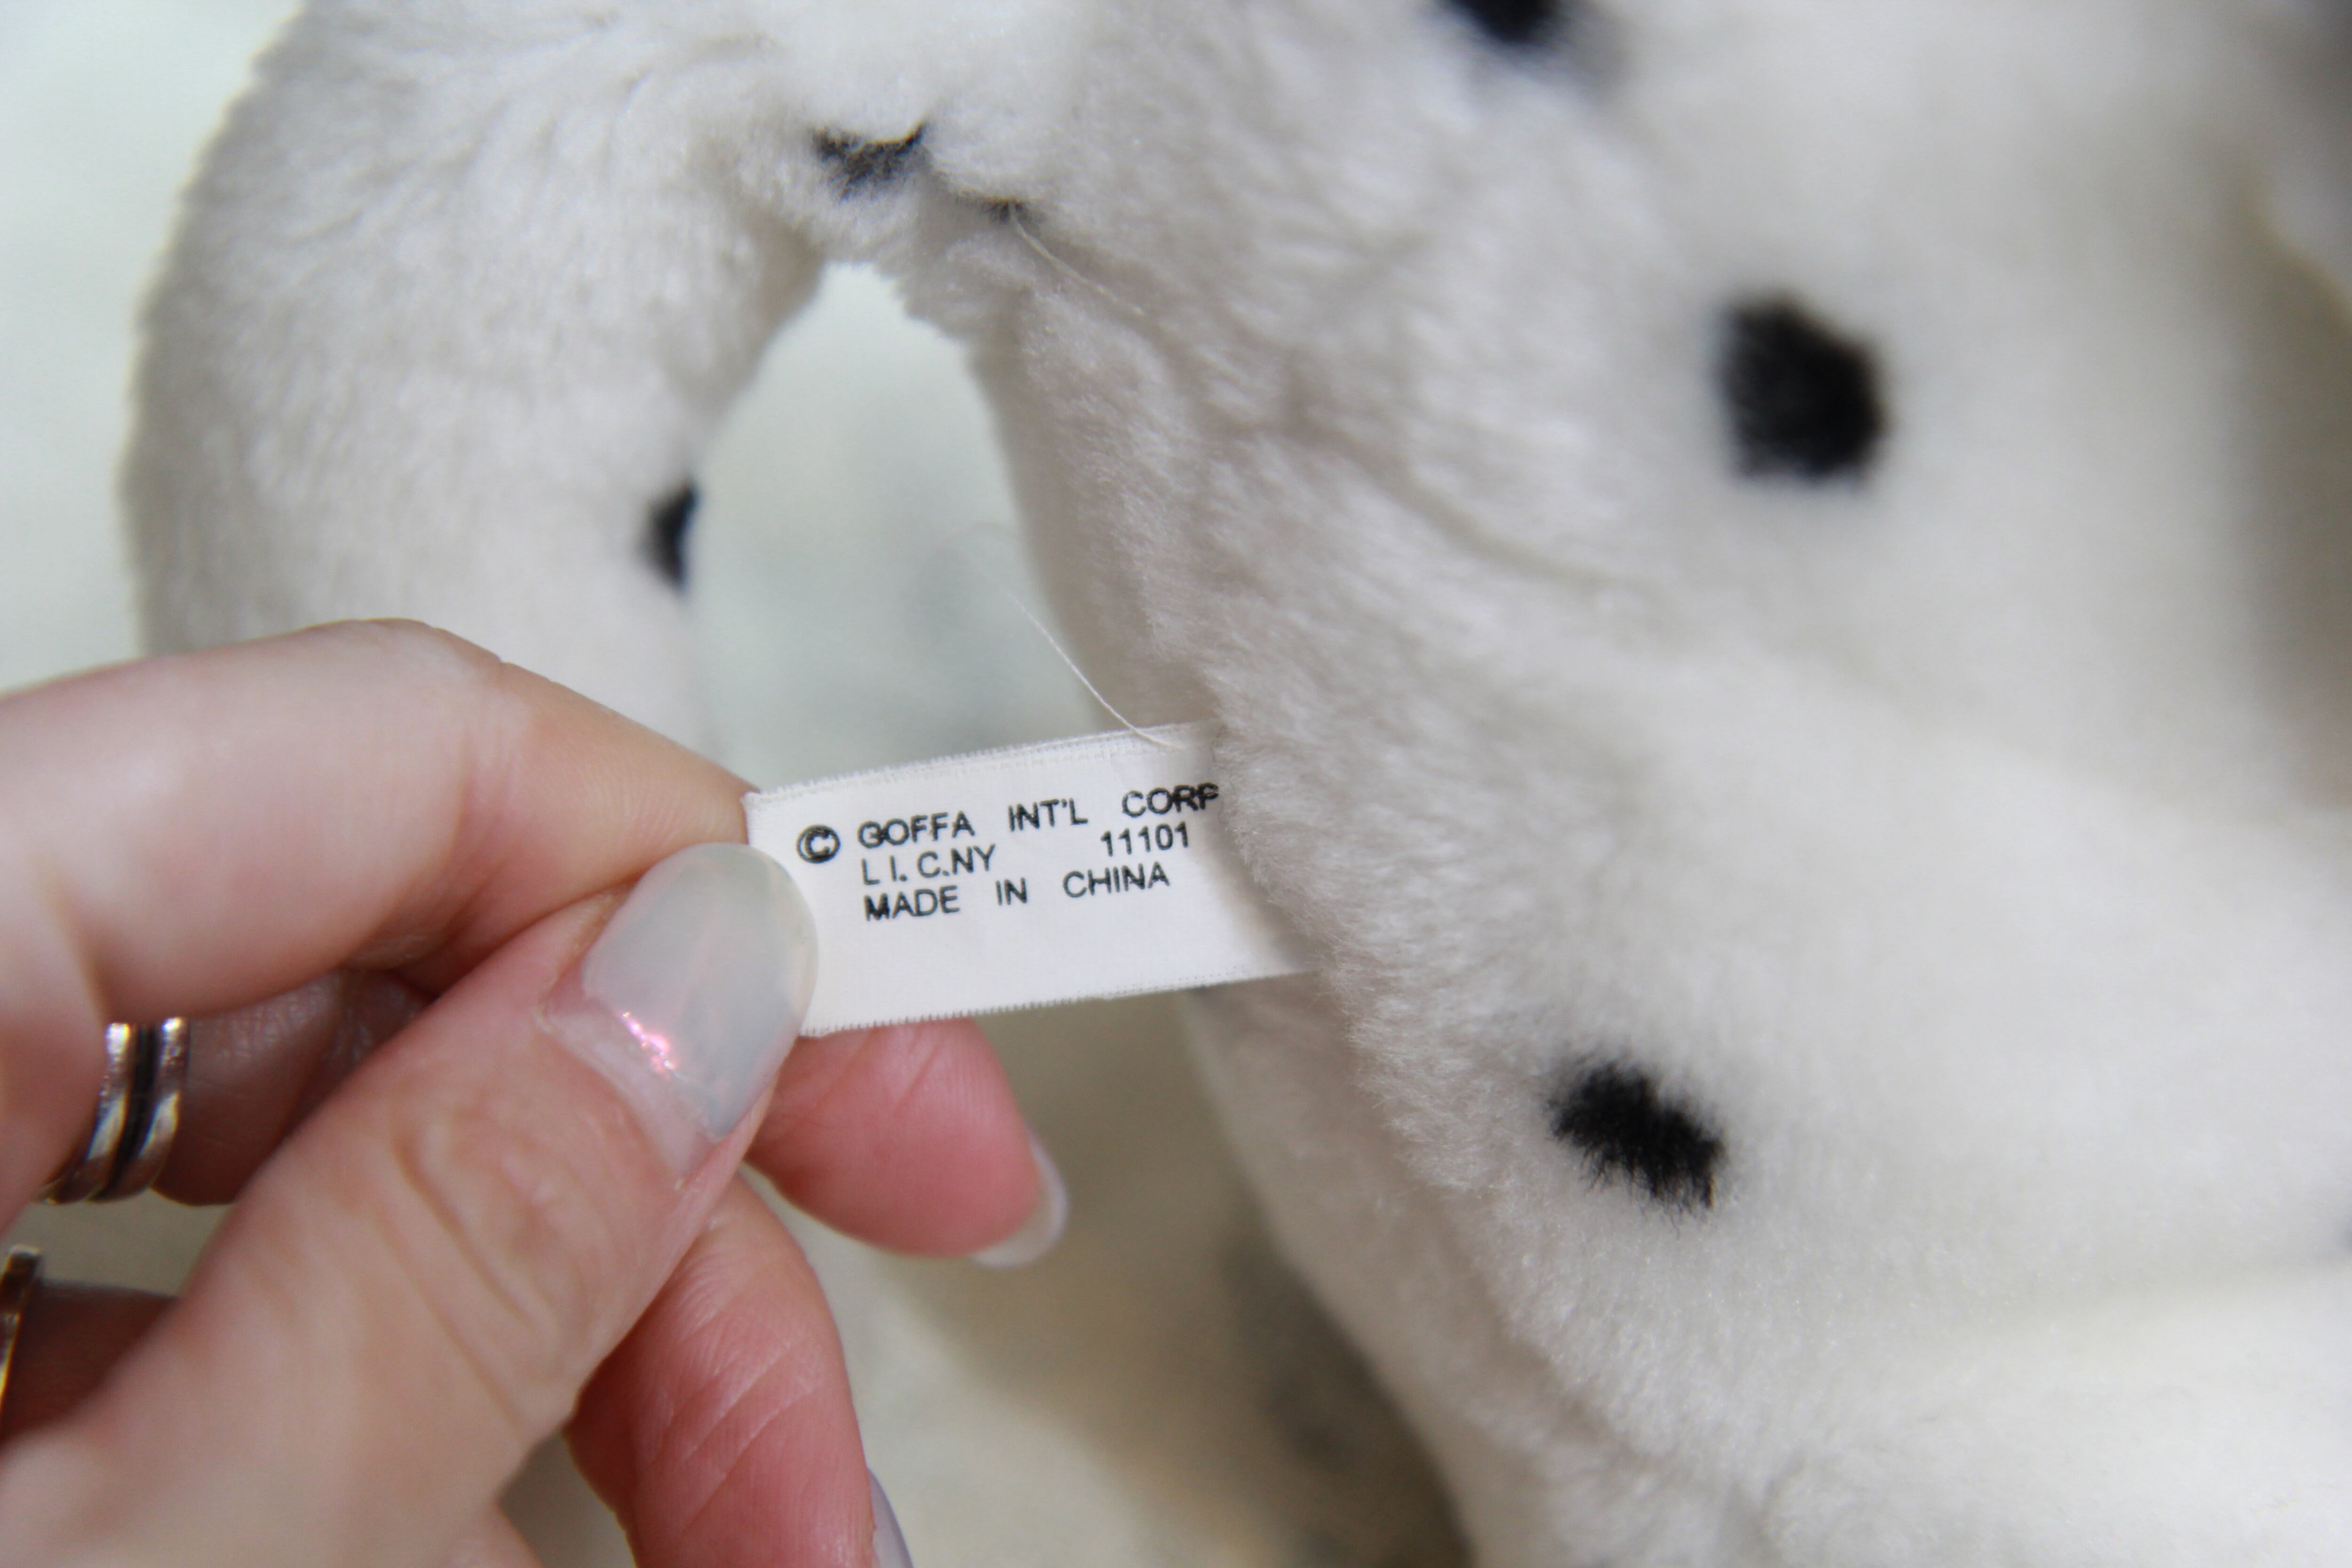 © GOFFA INT'L CORP
L I. C.NY 11101
MADE IN CHINA